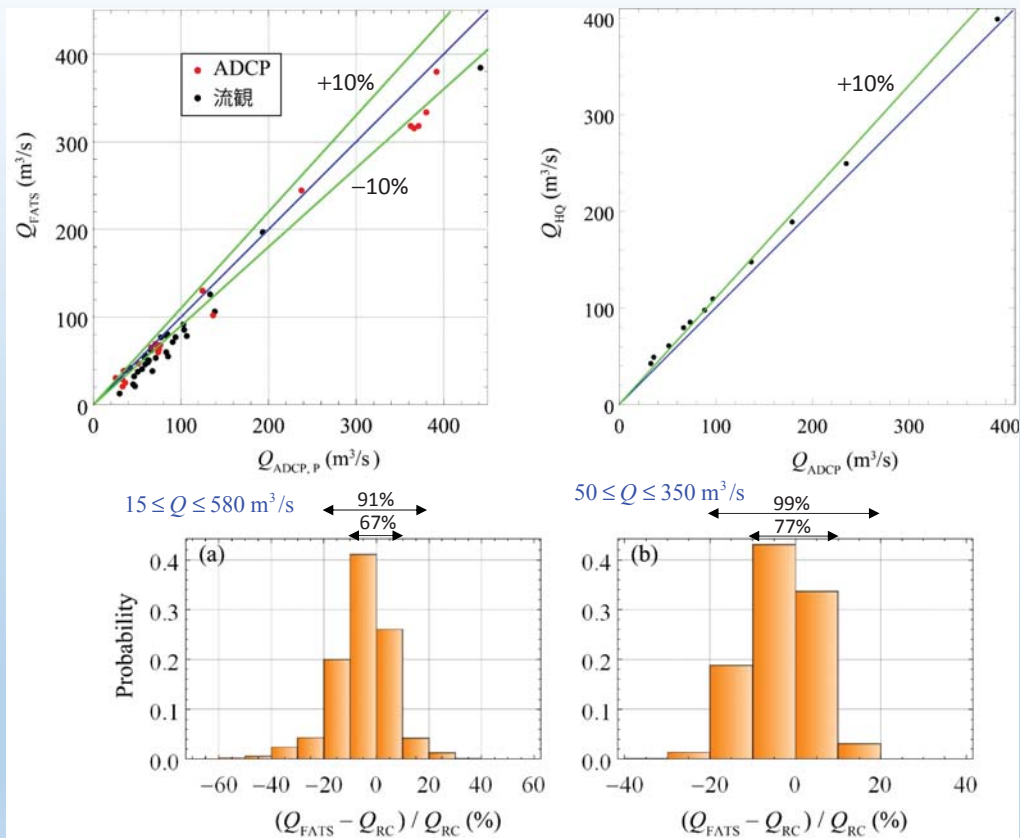 400
300
200
100
0
Q_FATS (m³/s)
ADCP
流観
+10%
−10%
0 100 200 300 400
Q_ADCP, P (m³/s)
400
300
200
100
0
Q_HQ (m³/s)
+10%
0 100 200 300 400
Q_ADCP (m³/s)
15 ≤ Q ≤ 580 m³/s
91%
67%
(a)
0.4
0.3
0.2
0.1
0.0
Probability
−60 −40 −20 0 20 40 60
(Q_FATS − Q_RC) / Q_RC (%)
50 ≤ Q ≤ 350 m³/s
99%
77%
(b)
0.4
0.3
0.2
0.1
0.0
−40 −20 0 20 40
(Q_FATS − Q_RC) / Q_RC (%)